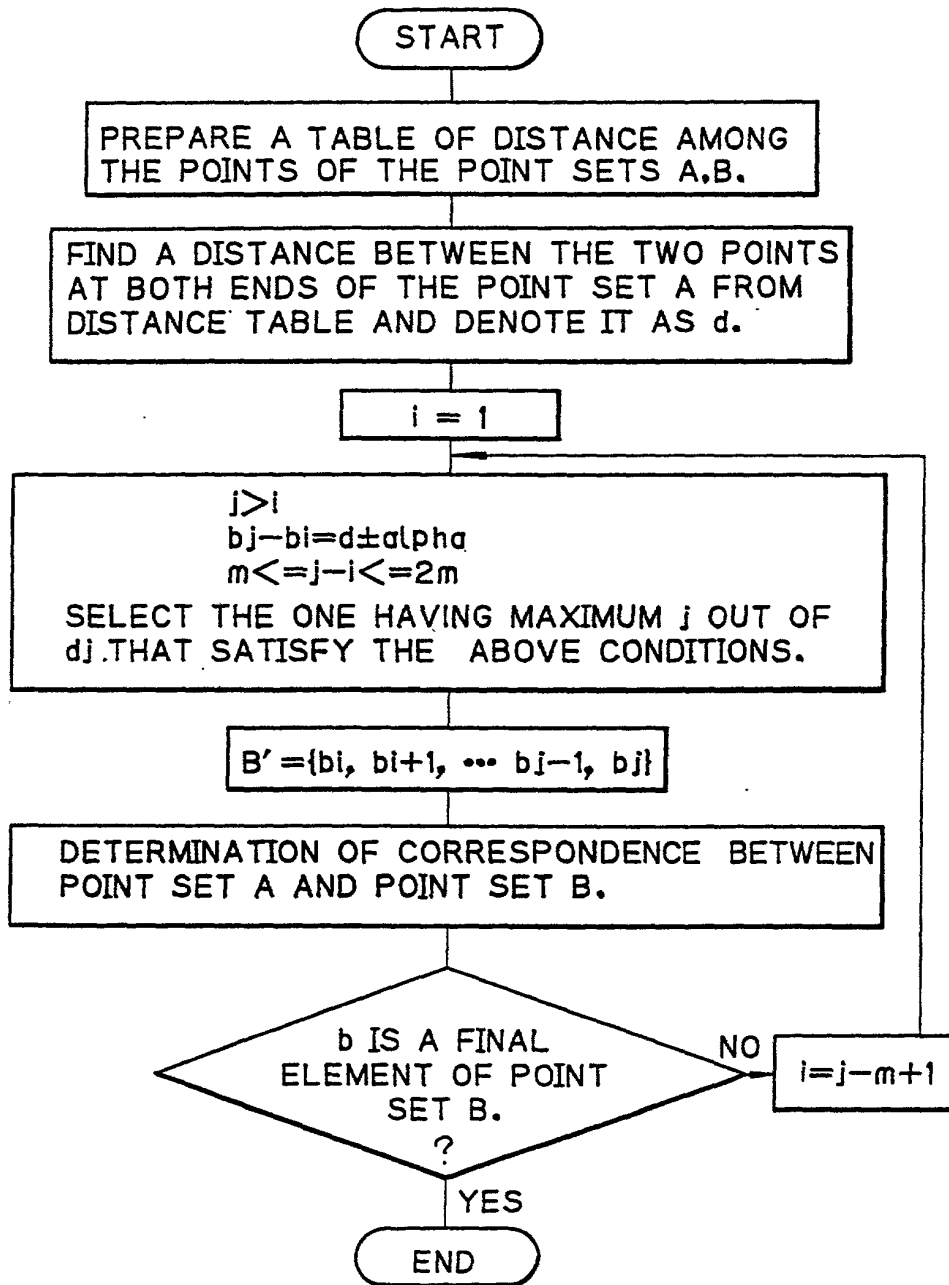 START
PREPARE A TABLE OF DISTANCE AMONG
THE POINTS OF THE POINT SETS A.B.
FIND A DISTANCE BETWEEN THE TWO POINTS
AT BOTH ENDS OF THE POINT SET A FROM
DISTANCE TABLE AND DENOTE IT AS d.
i = 1
j>i
bj-bi=d±alpha
m<=j-i<=2m
SELECT THE ONE HAVING MAXIMUM j OUT OF
dj.THAT SATISFY THE ABOVE CONDITIONS.
B'={bi, bi+1, ··· bj-1, bj}
DETERMINATION OF CORRESPONDENCE BETWEEN
POINT SET A AND POINT SET B.
b IS A FINAL
ELEMENT OF POINT
SET B.
?
NO
i=j-m+1
YES
END